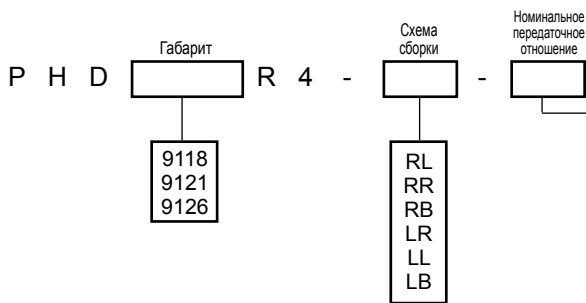 Габарит
Схема
сборки
Номинальное
передаточное
отношение
P H D R 4 - -
9118
9121
9126
RL
RR
RB
LR
LL
LB